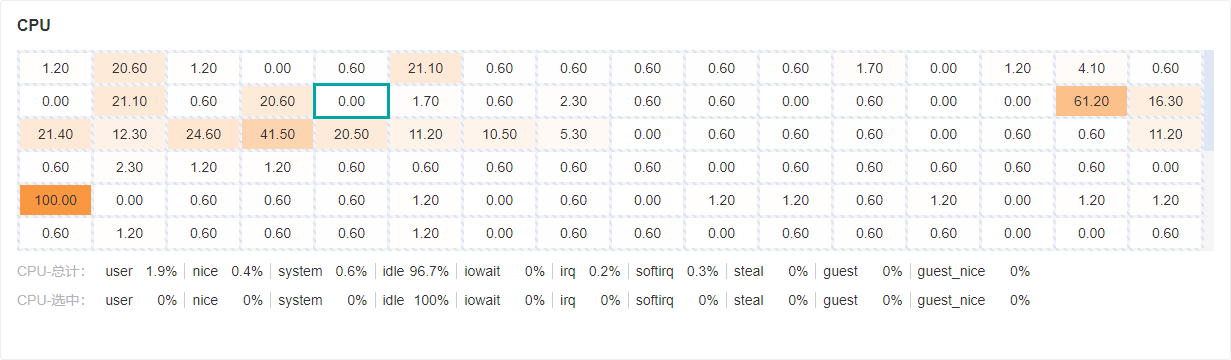 CPU
1.20 20.60 1.20 0.00 0.60 21.10 0.60 0.60 0.60 0.60 0.60 1.70 0.00 1.20 4.10 0.60
0.00 21.10 0.60 20.60 0.00 1.70 0.60 2.30 0.60 0.00 0.00 0.60 0.00 0.00 61.20 16.30
21.40 12.30 24.60 41.50 20.50 11.20 10.50 5.30 0.00 0.00 0.60 0.00 0.60 0.60 0.60 11.20
0.60 2.30 1.20 1.20 0.60 0.60 0.60 0.60 0.60 0.60 0.60 0.60 0.60 0.60 0.60 0.00
100.00 0.00 0.60 0.60 0.60 1.20 0.00 0.60 0.00 1.20 1.20 0.60 1.20 0.00 1.20 1.20
0.60 1.20 0.60 0.60 0.60 1.20 0.00 0.60 0.60 0.00 0.60 0.60 0.60 0.00 0.00 0.60
CPU-总计： user 1.9% nice 0.4% system 0.6% idle 96.7% iowait 0% irq 0.2% softirq 0.3% steal 0% guest 0% guest_nice 0%
CPU-选中： user 0% nice 0% system 0% idle 100% iowait 0% irq 0% softirq 0% steal 0% guest 0% guest_nice 0%